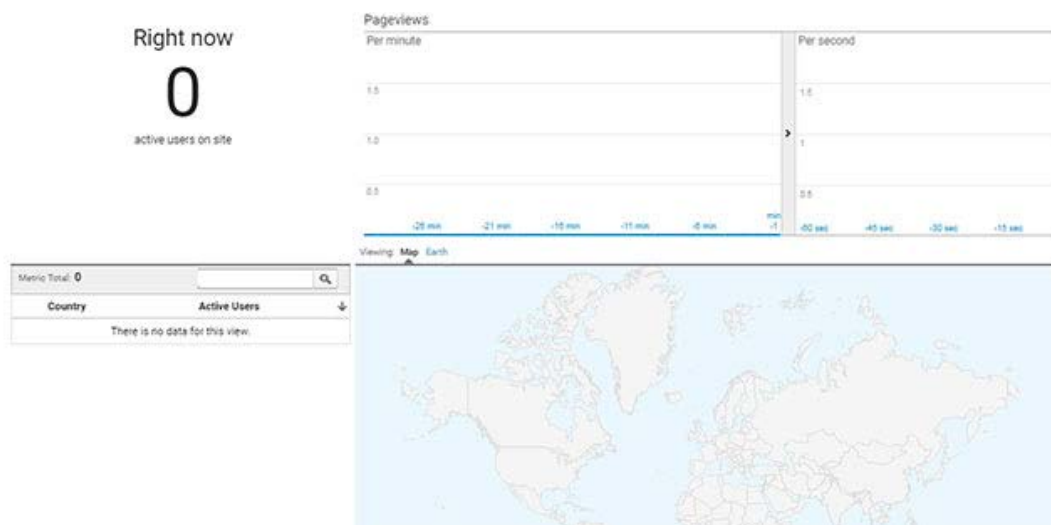 Right now
0
active users on site
Pageviews
Per minute
1.5
1.0
0.5
-26 min -21 min -16 min -11 min -6 min min -1
Per second
1.5
1
0.5
-60 sec -45 sec -30 sec -15 sec
Viewing: Map Earth
Metric Total: 0
Country Active Users
There is no data for this view.